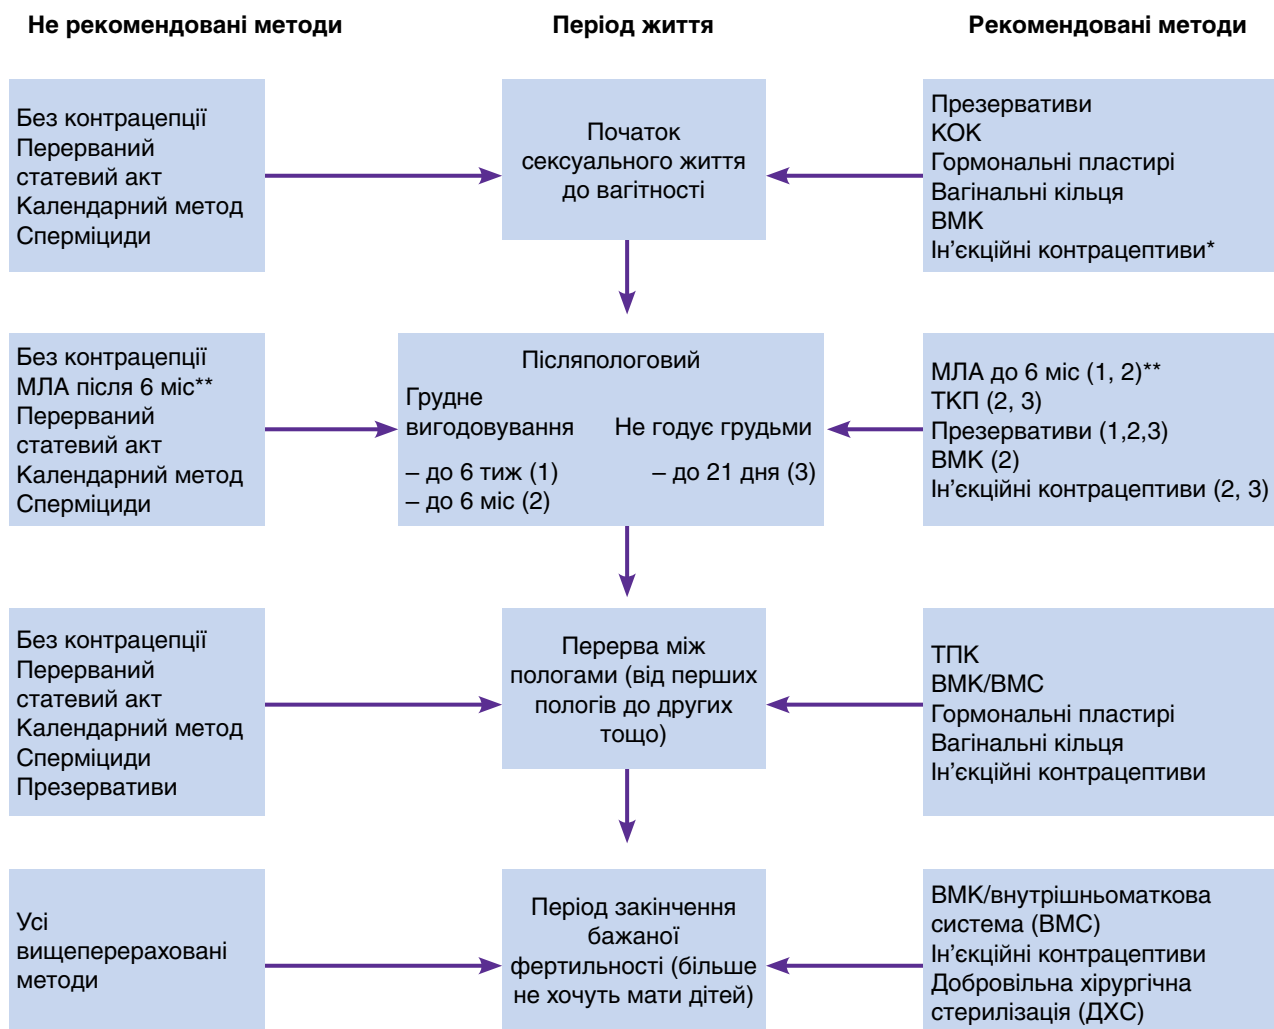 Не рекомендовані методи
Період життя
Рекомендовані методи
Без контрацепції
Перерваний
статевий акт
Календарний метод
Сперміциди
Початок
сексуального життя
до вагітності
Презервативи
КОК
Гормональні пластирі
Вагінальні кільця
ВМК
Ін'єкційні контрацептиви*
Без контрацепції
МЛА після 6 міс**
Перерваний
статевий акт
Календарний метод
Сперміциди
Післяпологовий
Грудне
вигодовування
– до 6 тиж (1)
– до 6 міс (2)
Не годує грудьми
– до 21 дня (3)
МЛА до 6 міс (1, 2)**
ТКП (2, 3)
Презервативи (1,2,3)
ВМК (2)
Ін'єкційні контрацептиви (2, 3)
Без контрацепції
Перерваний
статевий акт
Календарний метод
Сперміциди
Презервативи
Перерва між
пологами (від перших
пологів до других
тощо)
ТПК
ВМК/ВМС
Гормональні пластирі
Вагінальні кільця
Ін'єкційні контрацептиви
Усі
вищеперераховані
методи
Період закінчення
бажаної
фертильності (більше
не хочуть мати дітей)
ВМК/внутрішньоматкова
система (ВМС)
Ін'єкційні контрацептиви
Добровільна хірургічна
стерилізація (ДХС)